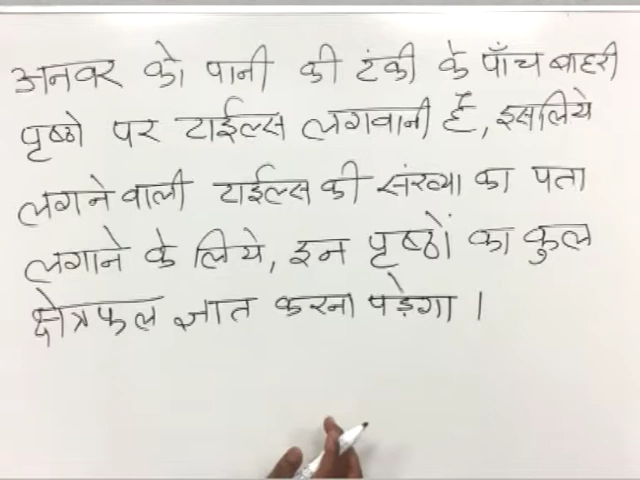 अनवर को पानी की टंकी के पाँच बाहरी
पृष्ठो पर टाईल्स लगवानी हैं, इसलिये
लगने वाली टाईल्स की संख्या का पता
लगाने के लिये, इन पृष्ठों का कुल
क्षेत्रफल ज्ञात करना पड़ेगा ।